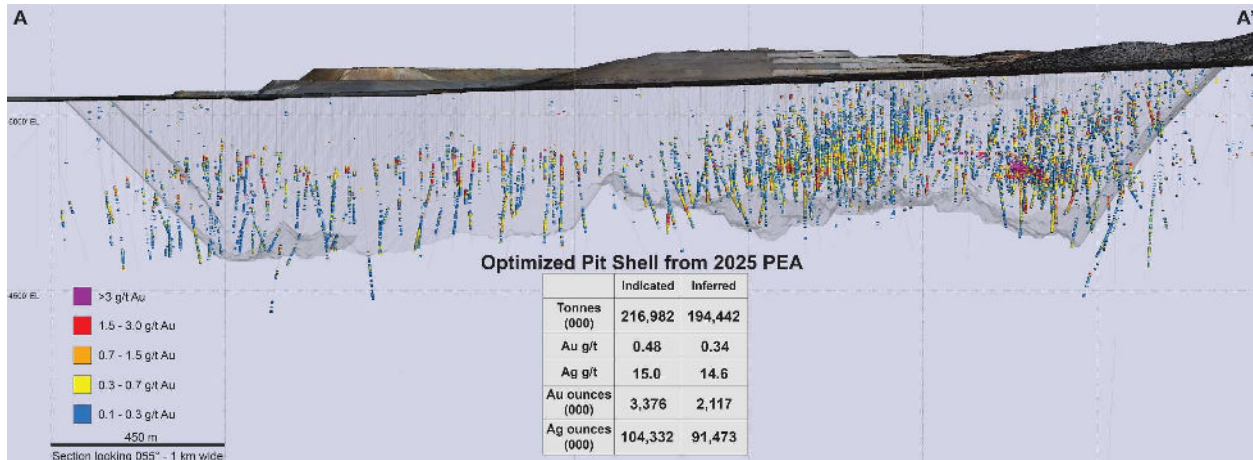 A
A'
5000' EL
4500' EL
Optimized Pit Shell from 2025 PEA
Indicated Inferred
Tonnes (000) 216,982 194,442
Au g/t 0.48 0.34
Ag g/t 15.0 14.6
Au ounces (000) 3,376 2,117
Ag ounces (000) 104,332 91,473
>3 g/t Au
1.5 - 3.0 g/t Au
0.7 - 1.5 g/t Au
0.3 - 0.7 g/t Au
0.1 - 0.3 g/t Au
450 m
Section looking 055° - 1 km wide